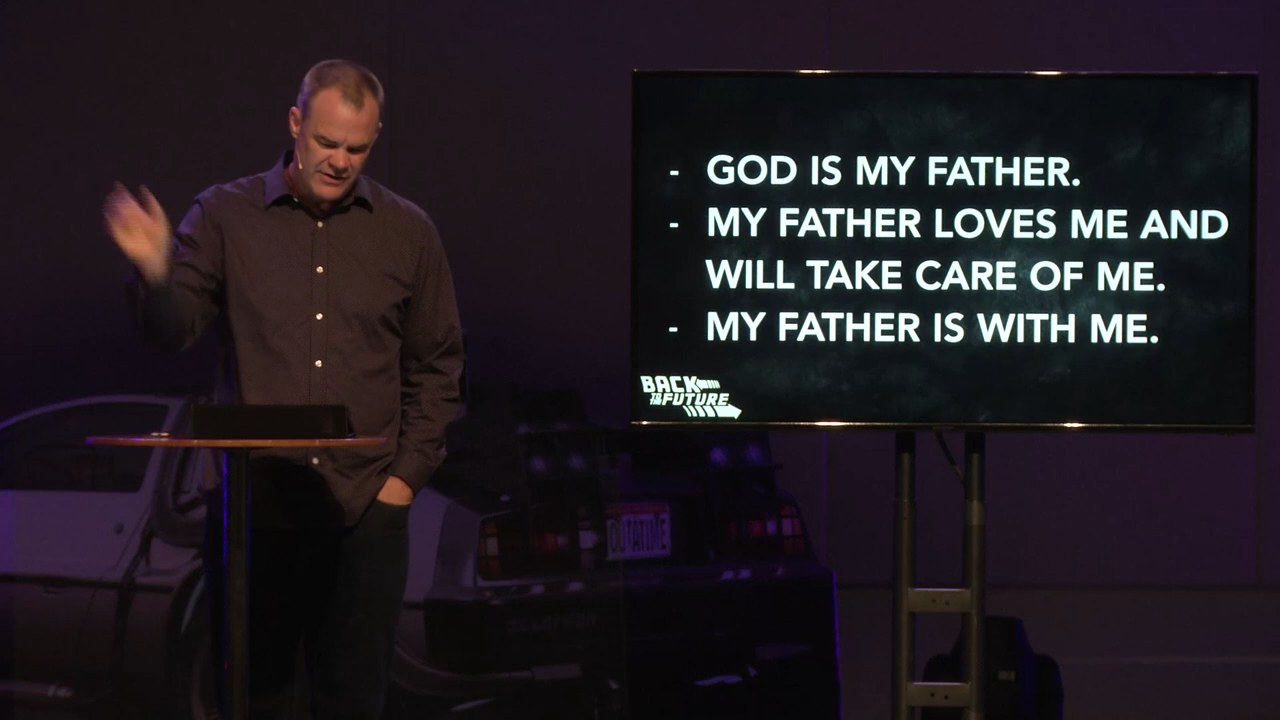 - GOD IS MY FATHER.
- MY FATHER LOVES ME AND
WILL TAKE CARE OF ME.
- MY FATHER IS WITH ME.
BACK
TO THE FUTURE
OUTATIME